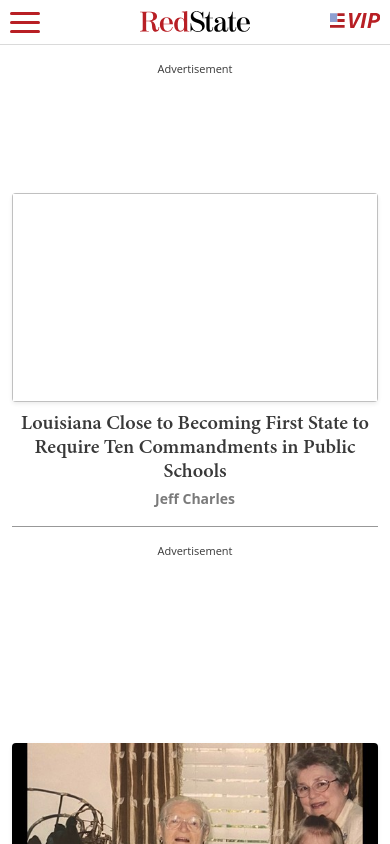 RedState
VIP
Advertisement
Louisiana Close to Becoming First State to
Require Ten Commandments in Public
Schools
Jeff Charles
Advertisement